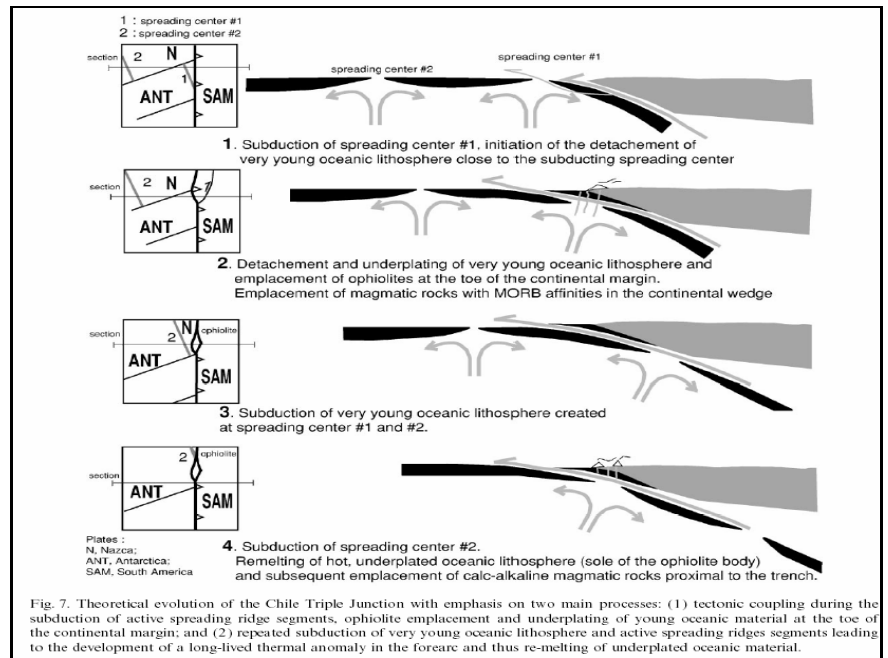 1 : spreading center #1
2 : spreading center #2
section
2
N
1
ANT
SAM
spreading center #2
spreading center #1
1. Subduction of spreading center #1, initiation of the detachement of
very young oceanic lithosphere close to the subducting spreading center
section
2
N
1
ANT
SAM
2. Detachement and underplating of very young oceanic lithosphere and
emplacement of ophiolites at the toe of the continental margin.
Emplacement of magmatic rocks with MORB affinities in the continental wedge
section
N
ophiolite
2
ANT
SAM
3. Subduction of very young oceanic lithosphere created
at spreading center #1 and #2.
2
ophiolite
section
ANT
SAM
Plates :
N, Nazca;
ANT, Antarctica;
SAM, South America
4. Subduction of spreading center #2.
Remelting of hot, underplated oceanic lithosphere (sole of the ophiolite body)
and subsequent emplacement of calc-alkaline magmatic rocks proximal to the trench.
Fig. 7. Theoretical evolution of the Chile Triple Junction with emphasis on two main processes: (1) tectonic coupling during the
subduction of active spreading ridge segments, ophiolite emplacement and underplating of young oceanic material at the toe of
the continental margin; and (2) repeated subduction of very young oceanic lithosphere and active spreading ridges segments leading
to the development of a long-lived thermal anomaly in the forearc and thus re-melting of underplated oceanic material.